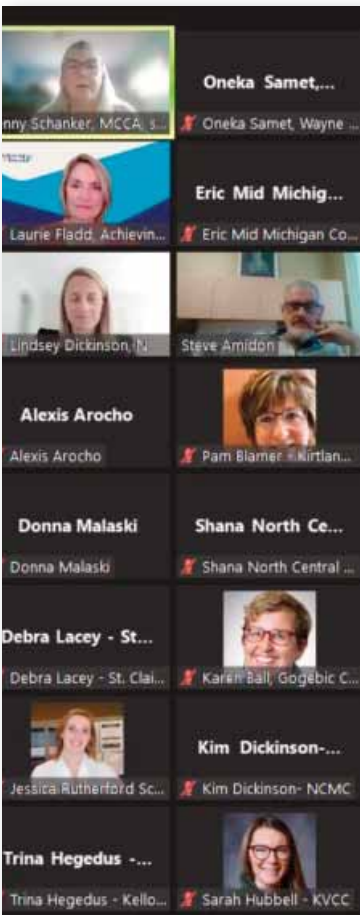 nny Schanker, MCCA, s...
Oneka Samet,...
Oneka Samet, Wayne ...
Laurie Fladd, Achievin...
Eric Mid Michig...
Eric Mid Michigan Co...
Lindsey Dickinson, N
Steve Amidon
Alexis Arocho
Alexis Arocho
Pam Blamer - Kirtlan...
Donna Malaski
Donna Malaski
Shana North Ce...
Shana North Central ...
Debra Lacey - St...
Debra Lacey - St. Clai...
Karen Ball, Gogebic C...
Jessica Rutherford Sc...
Kim Dickinson-...
Kim Dickinson- NCMC
Trina Hegedus -...
Trina Hegedus - Kello...
Sarah Hubbell - KVCC